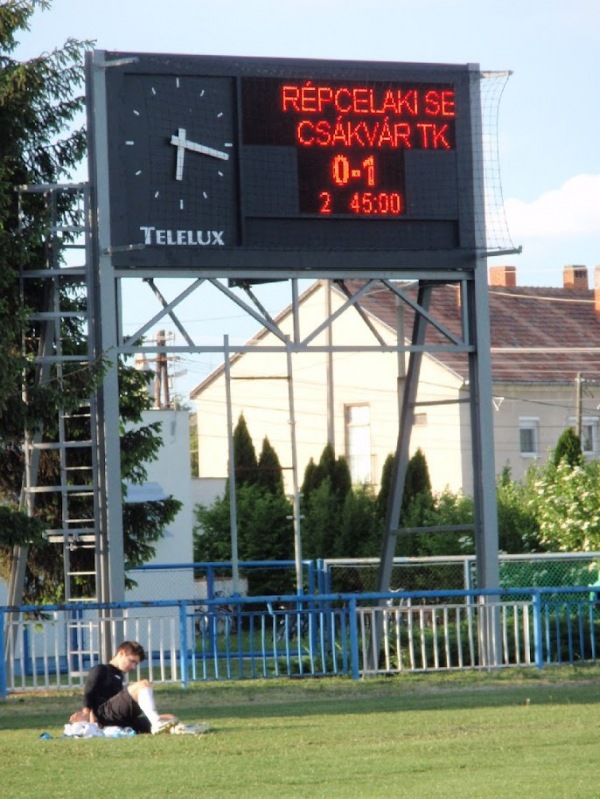 RÉPCELAKI SE
CSÁKVÁR TK
0-1
2 45:00
TELELUX